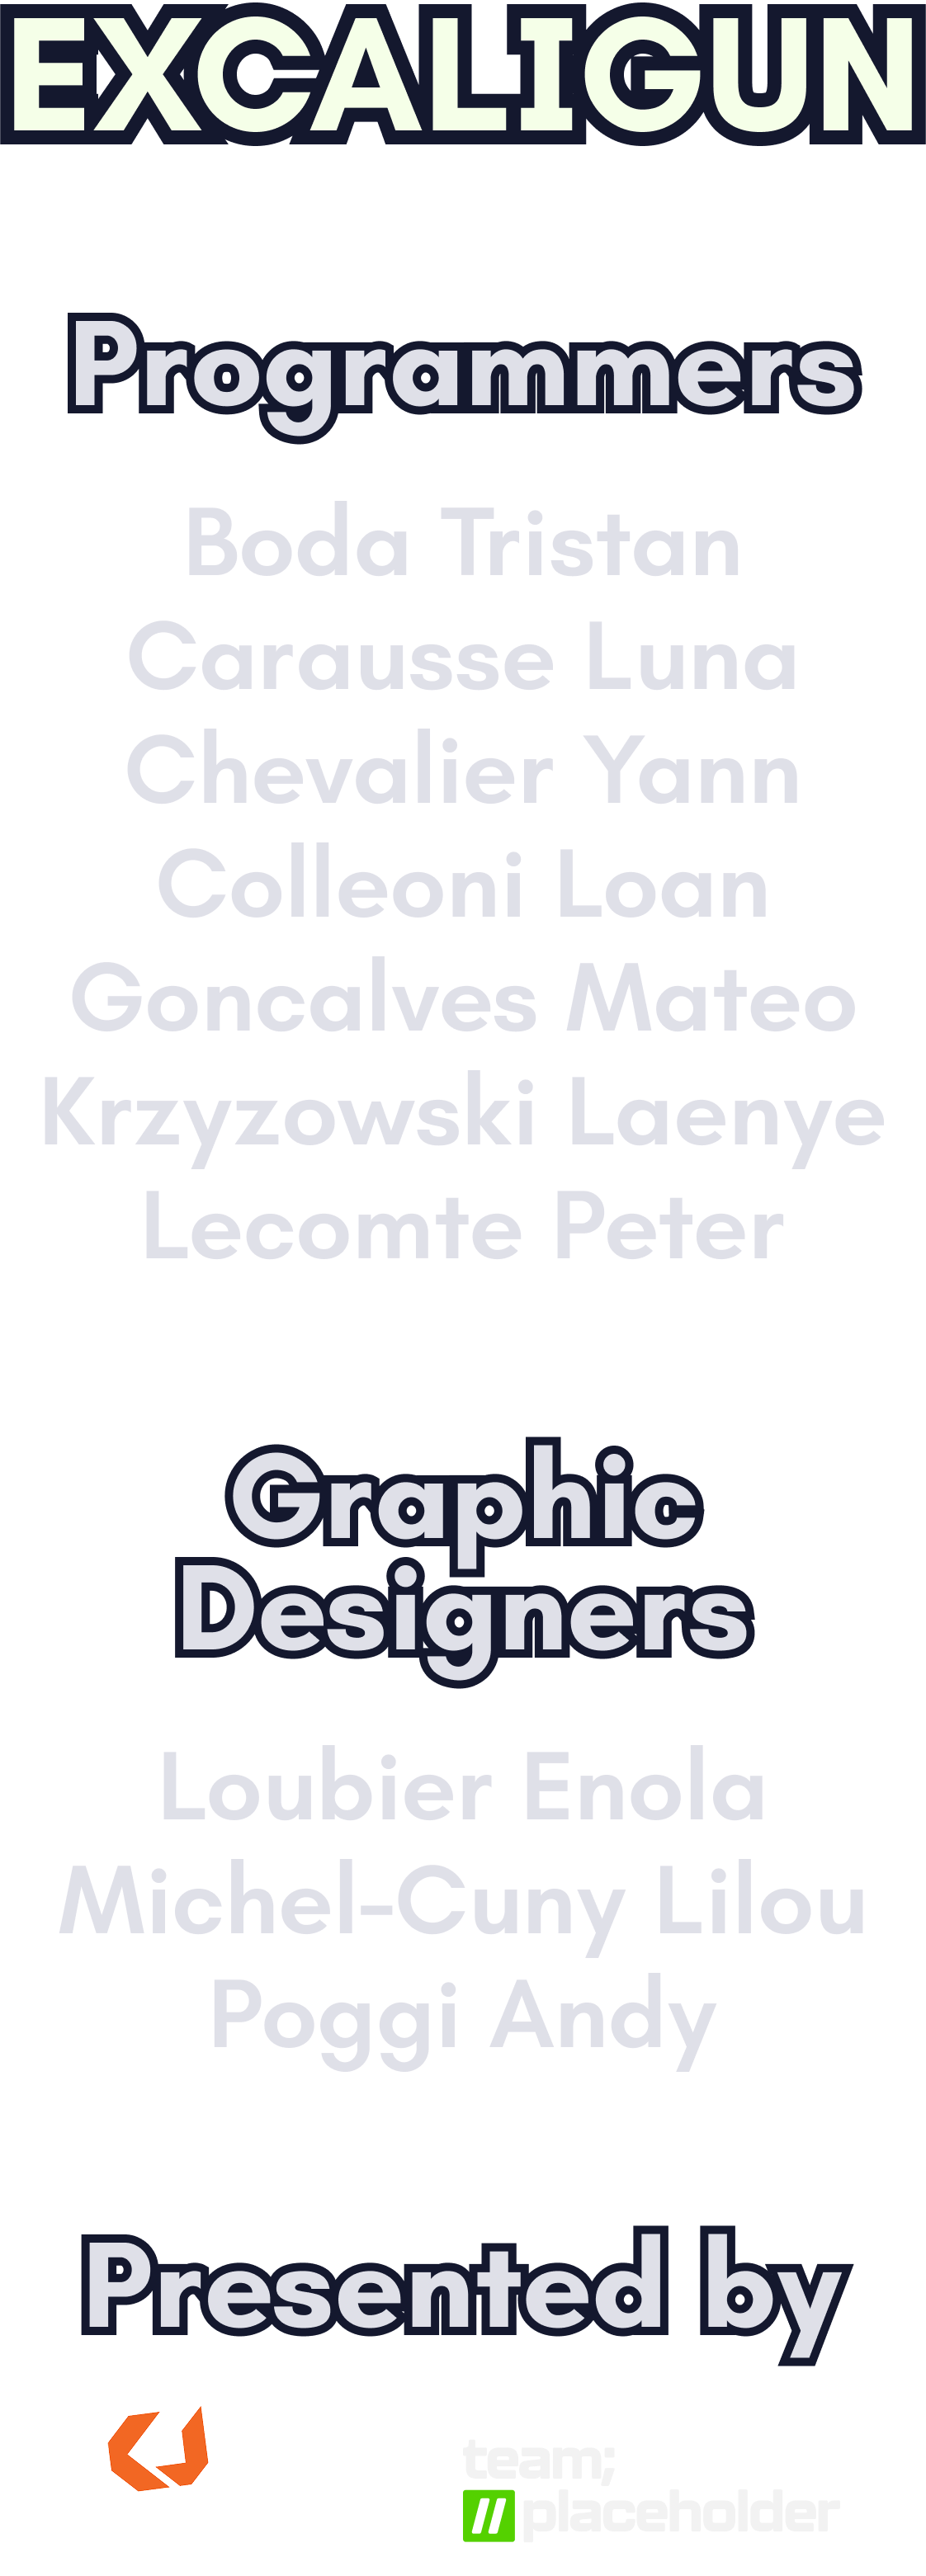 EXCALIGUN
Programmers
Boda Tristan
Carausse Luna
Chevalier Yann
Colleoni Loan
Goncalves Mateo
Krzyzowski Laenye
Lecomte Peter
Graphic
Designers
Loubier Enola
Michel-Cuny Lilou
Poggi Andy
Presented by
team;
// placeholder